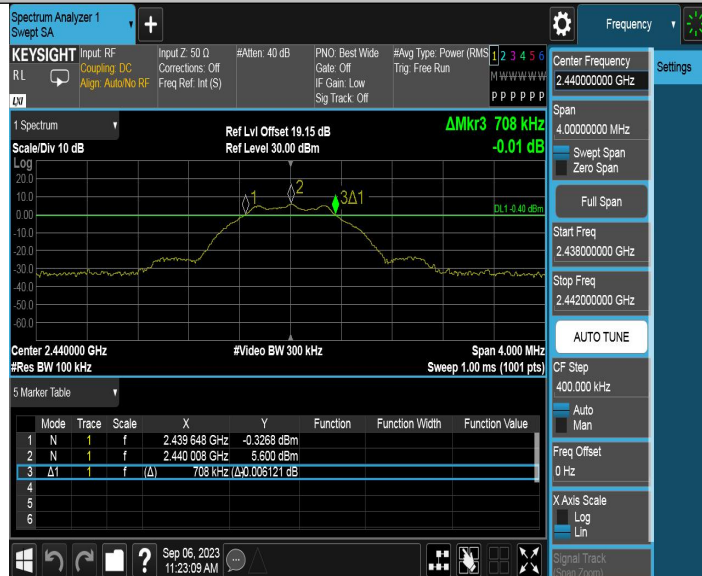 Spectrum Analyzer 1
Swept SA
+
Frequency
KEYSIGHT
RL
LXI
Input: RF
Coupling: DC
Align: Auto/No RF
Input Z: 50 Ω
Corrections: Off
Freq Ref: Int (S)
#Atten: 40 dB
PNO: Best Wide
Gate: Off
IF Gain: Low
Sig Track: Off
#Avg Type: Power (RMS
Trig: Free Run
1 2 3 4 5 6
M W W W W W
P P P P P P
1 Spectrum
Scale/Div 10 dB
Ref Lvl Offset 19.15 dB
Ref Level 30.00 dBm
ΔMkr3 708 kHz
-0.01 dB
Log
20.0
10.0
0.00
-10.0
-20.0
-30.0
-40.0
-50.0
-60.0
1
2
3Δ1
DL1 -0.40 dBm
Center 2.440000 GHz
#Video BW 300 kHz
Span 4.000 MHz
#Res BW 100 kHz
Sweep 1.00 ms (1001 pts)
5 Marker Table
Mode Trace Scale X Y Function Function Width Function Value
1 N 1 f 2.439 648 GHz -0.3268 dBm
2 N 1 f 2.440 008 GHz 5.600 dBm
3 Δ1 1 f (Δ) 708 kHz (Δ) -0.006121 dB
4
5
6
?
Sep 06, 2023
11:23:09 AM
Center Frequency
2.440000000 GHz
Settings
Span
4.00000000 MHz
Swept Span
Zero Span
Full Span
Start Freq
2.438000000 GHz
Stop Freq
2.442000000 GHz
AUTO TUNE
CF Step
400.000 kHz
Auto
Man
Freq Offset
0 Hz
X Axis Scale
Log
Lin
Signal Track
(Span Zoom)